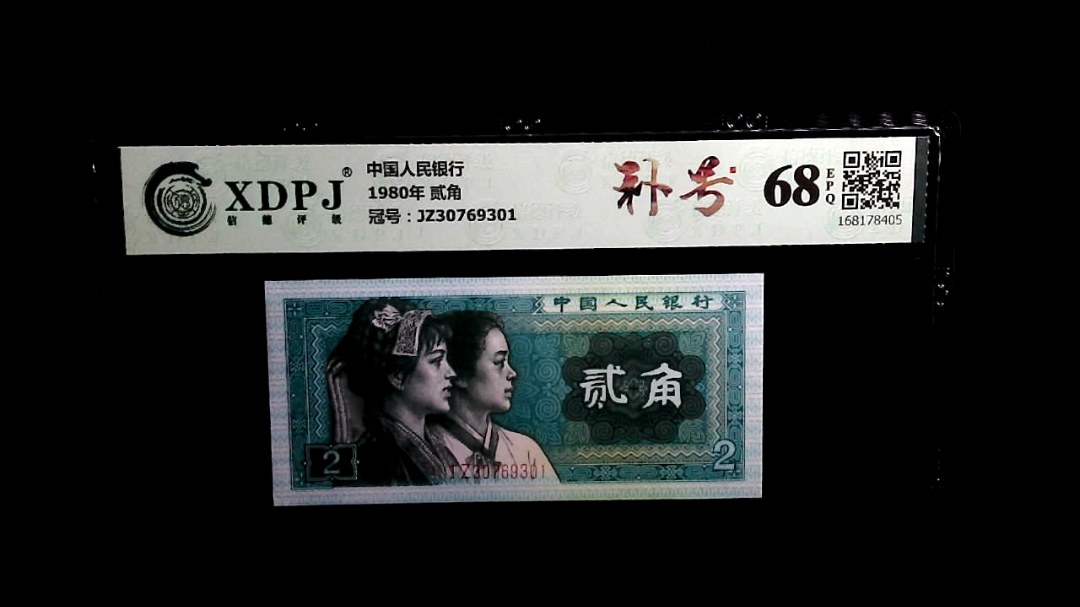 XDPJ®
信德评级
中国人民银行
1980年 贰角
冠号：JZ30769301
补号
68
EPQ
168178405
中国人民银行
贰角
2
JZ30769301
2